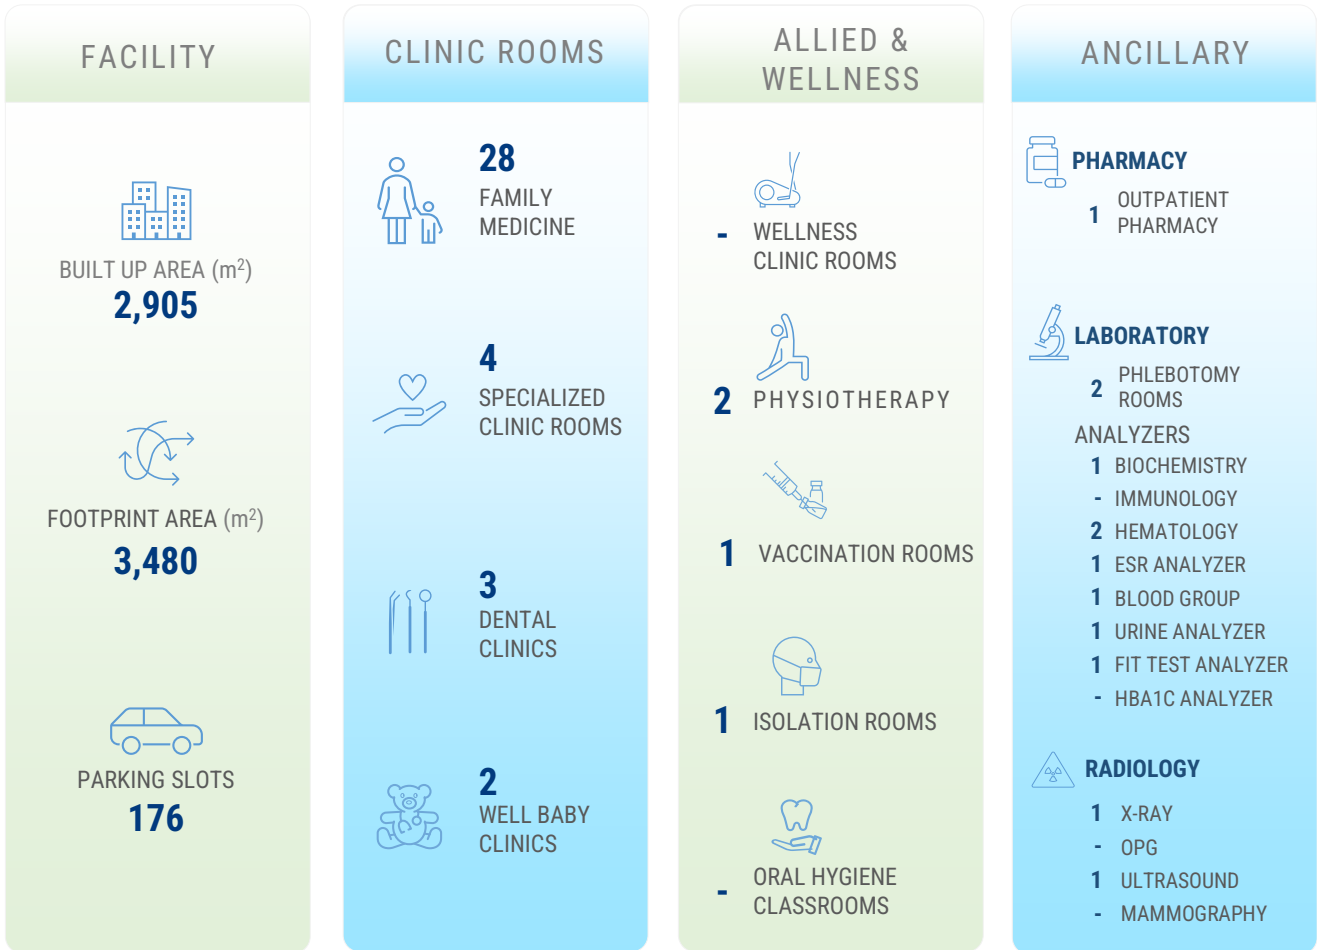 FACILITY
BUILT UP AREA (m²)
2,905
FOOTPRINT AREA (m²)
3,480
PARKING SLOTS
176
CLINIC ROOMS
28
FAMILY
MEDICINE
4
SPECIALIZED
CLINIC ROOMS
3
DENTAL
CLINICS
2
WELL BABY
CLINICS
ALLIED &
WELLNESS
- WELLNESS
CLINIC ROOMS
2 PHYSIOTHERAPY
1 VACCINATION ROOMS
1 ISOLATION ROOMS
- ORAL HYGIENE
CLASSROOMS
ANCILLARY
PHARMACY
1 OUTPATIENT
PHARMACY
LABORATORY
2 PHLEBOTOMY
ROOMS
ANALYZERS
1 BIOCHEMISTRY
- IMMUNOLOGY
2 HEMATOLOGY
1 ESR ANALYZER
1 BLOOD GROUP
1 URINE ANALYZER
1 FIT TEST ANALYZER
- HBA1C ANALYZER
RADIOLOGY
1 X-RAY
- OPG
1 ULTRASOUND
- MAMMOGRAPHY